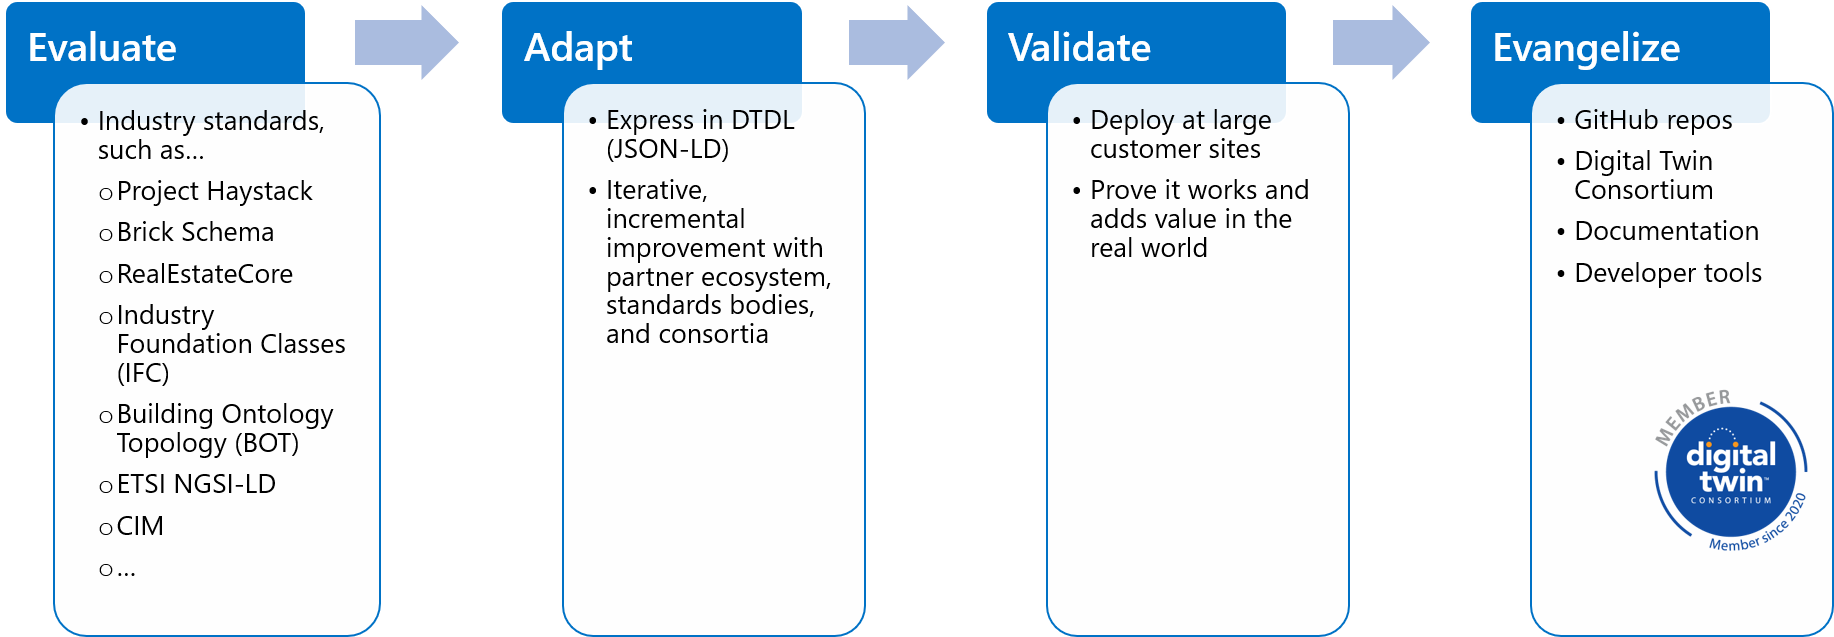 Evaluate
• Industry standards,
such as...
o Project Haystack
o Brick Schema
o RealEstateCore
o Industry
Foundation Classes
(IFC)
o Building Ontology
Topology (BOT)
o ETSI NGSI-LD
o CIM
o ...
Adapt
• Express in DTDL
(JSON-LD)
• Iterative,
incremental
improvement with
partner ecosystem,
standards bodies,
and consortia
Validate
• Deploy at large
customer sites
• Prove it works and
adds value in the
real world
Evangelize
• GitHub repos
• Digital Twin
Consortium
• Documentation
• Developer tools
MEMBER
digital
twin™
CONSORTIUM
Member since 2020